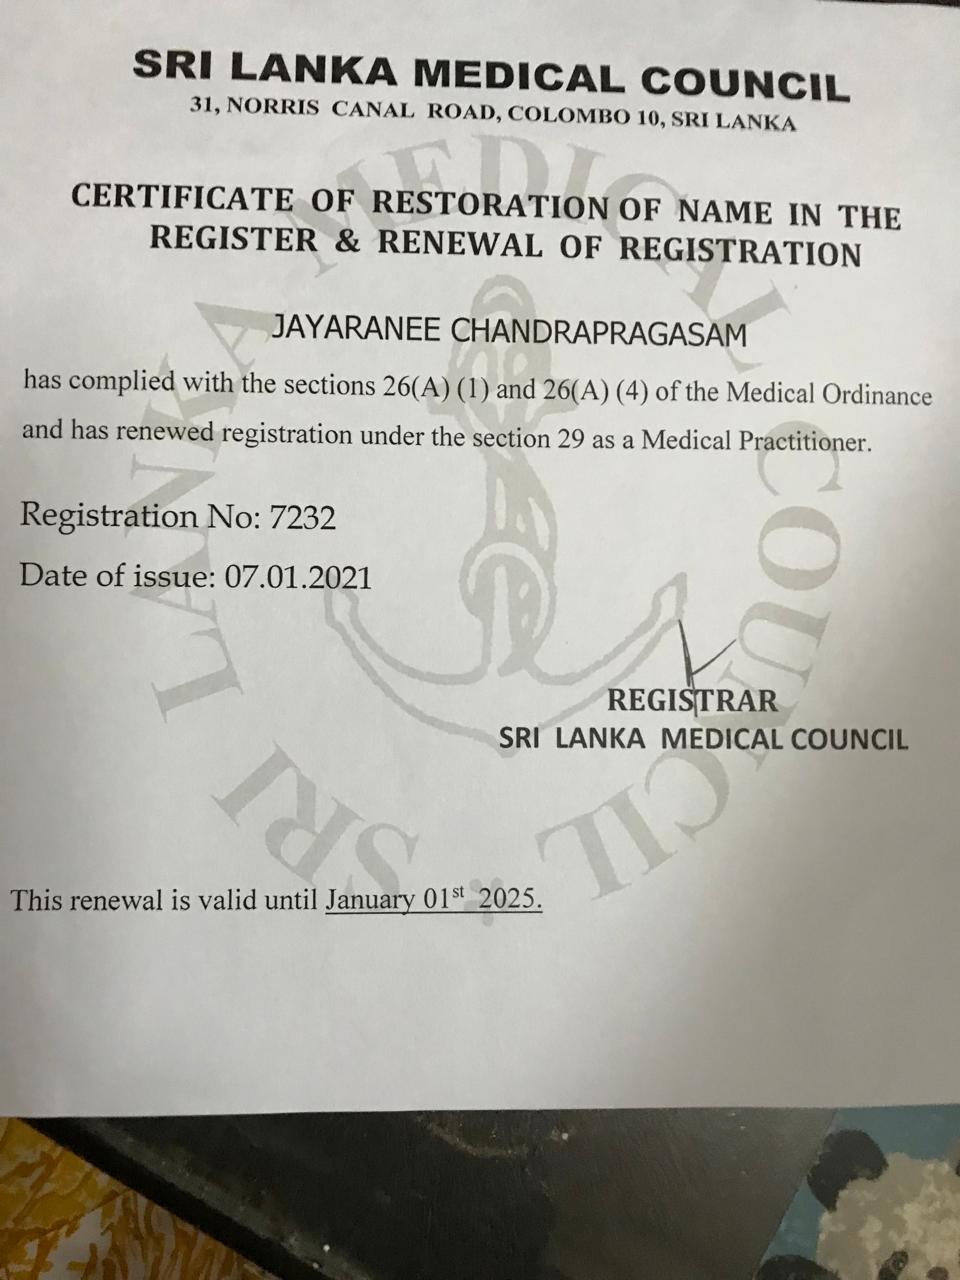 SRI LANKA MEDICAL COUNCIL
31, NORRIS CANAL ROAD, COLOMBO 10, SRI LANKA
CERTIFICATE OF RESTORATION OF NAME IN THE
REGISTER & RENEWAL OF REGISTRATION
JAYARANEE CHANDRAPRAGASAM
has complied with the sections 26(A) (1) and 26(A) (4) of the Medical Ordinance
and has renewed registration under the section 29 as a Medical Practitioner.
Registration No: 7232
Date of issue: 07.01.2021
REGISTRAR
SRI LANKA MEDICAL COUNCIL
This renewal is valid until January 01st 2025.
SRI LANKA MEDICAL COUNCIL